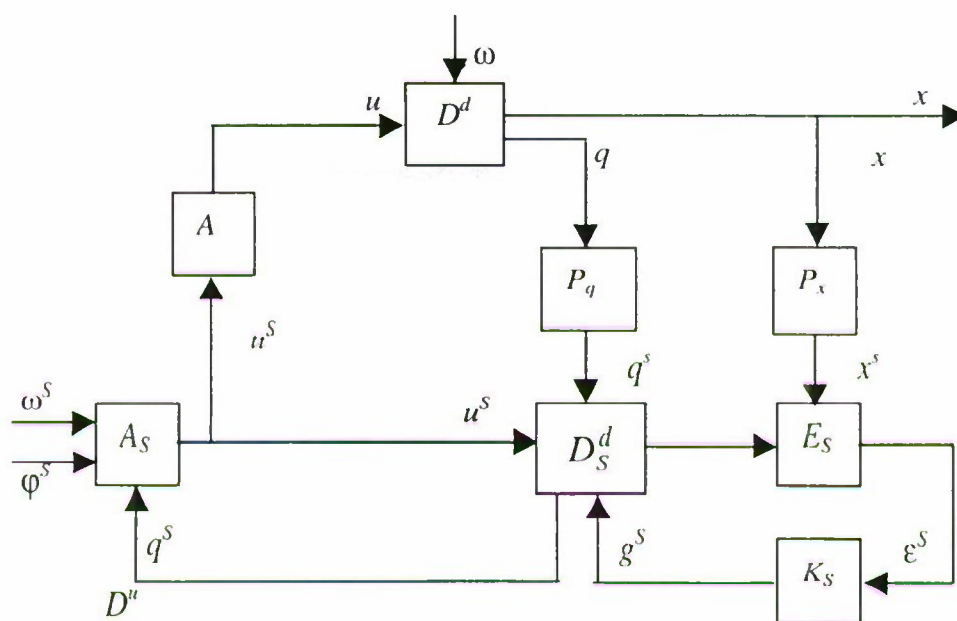 ω
u
D^d
x
q
x
A
P_q
P_x
u^S
q^s
x^s
ω^S
u^S
A_S
D_S^d
E_S
φ^S
q^S
g^S
ε^S
K_S
D^u